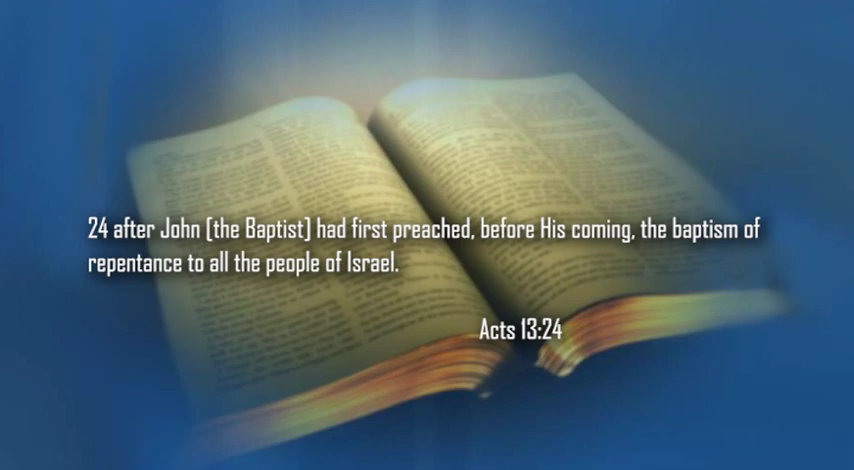 24 after John [the Baptist] had first preached, before His coming, the baptism of
repentance to all the people of Israel.
Acts 13:24